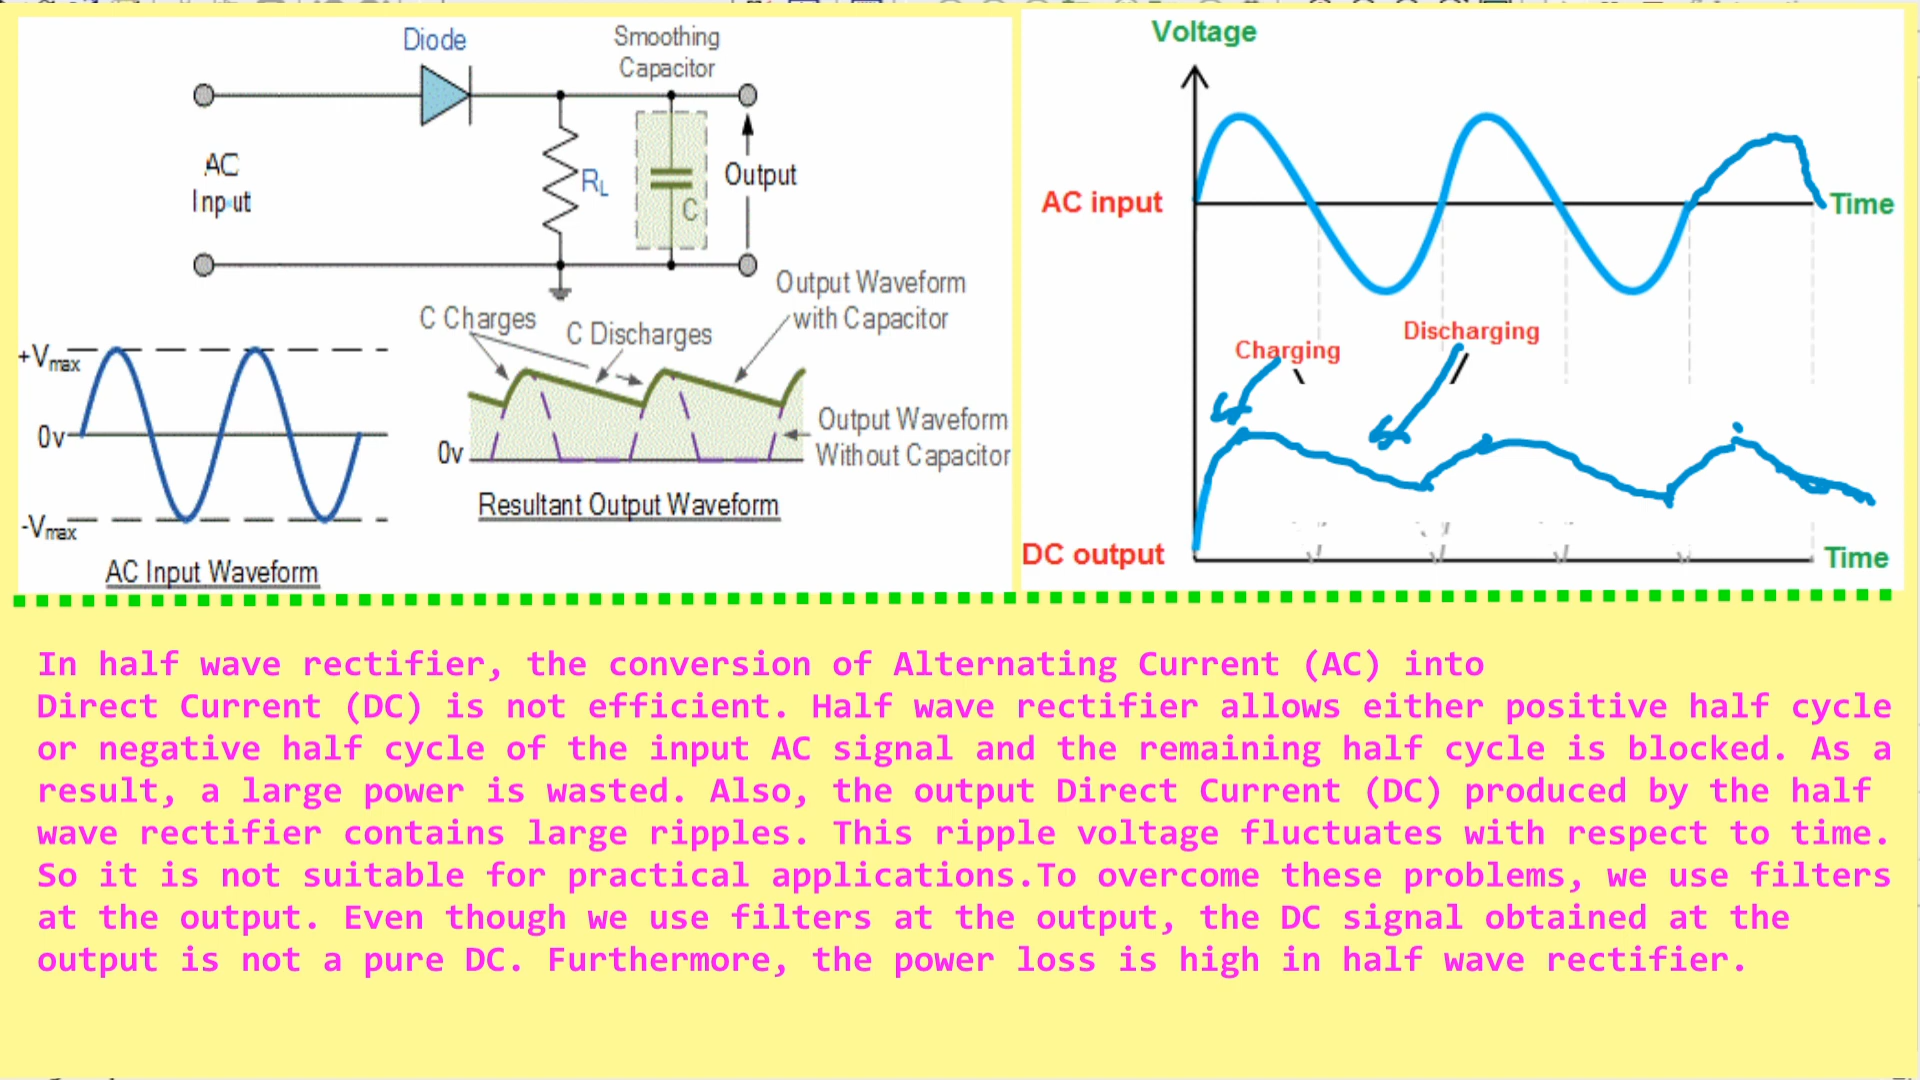 Diode
Smoothing
Capacitor
AC
Input
RL
C
Output
Output Waveform
with Capacitor
C Charges
C Discharges
+Vmax
0v
-Vmax
0v
Output Waveform
Without Capacitor
Resultant Output Waveform
AC Input Waveform
Voltage
AC input
Time
Charging
Discharging
DC output
Time
In half wave rectifier, the conversion of Alternating Current (AC) into
Direct Current (DC) is not efficient. Half wave rectifier allows either positive half cycle
or negative half cycle of the input AC signal and the remaining half cycle is blocked. As a
result, a large power is wasted. Also, the output Direct Current (DC) produced by the half
wave rectifier contains large ripples. This ripple voltage fluctuates with respect to time.
So it is not suitable for practical applications.To overcome these problems, we use filters
at the output. Even though we use filters at the output, the DC signal obtained at the
output is not a pure DC. Furthermore, the power loss is high in half wave rectifier.